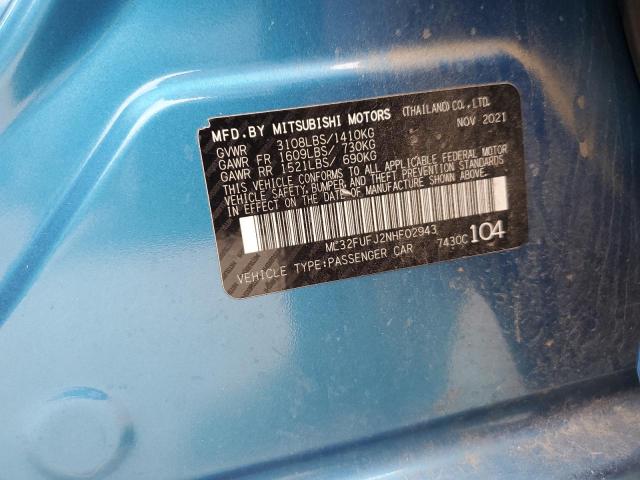 MFD.BY MITSUBISHI MOTORS (THAILAND) CO., LTD.
NOV 2021
GVWR 3108LBS/1410KG
GAWR FR 1609LBS/ 730KG
GAWR RR 1521LBS/ 690KG
THIS VEHICLE CONFORMS TO ALL APPLICABLE FEDERAL MOTOR
VEHICLE SAFETY, BUMPER, AND THEFT PREVENTION STANDARDS
IN EFFECT ON THE DATE OF MANUFACTURE SHOWN ABOVE.
MC32FUFJ2NHF02943
VEHICLE TYPE:PASSENGER CAR 7430C 104